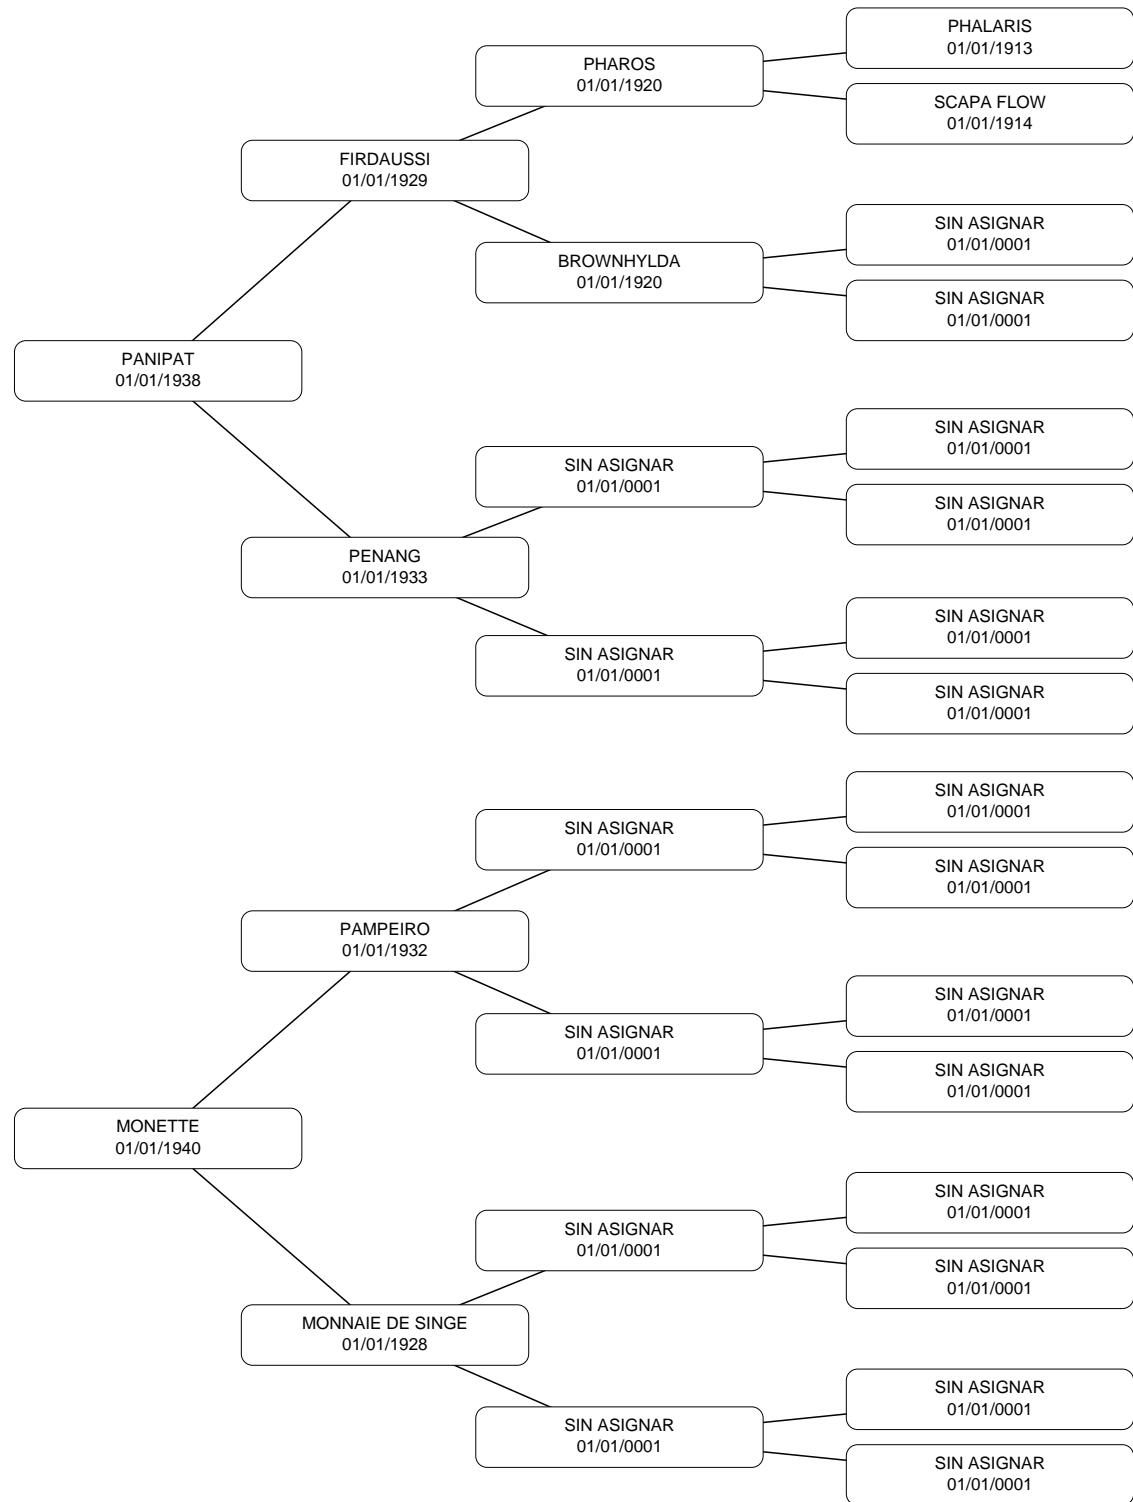 PHALARIS
01/01/1913
PHAROS
01/01/1920
SCAPA FLOW
01/01/1914
FIRDAUSSI
01/01/1929
SIN ASIGNAR
01/01/0001
BROWNHYLDA
01/01/1920
SIN ASIGNAR
01/01/0001
PANIPAT
01/01/1938
SIN ASIGNAR
01/01/0001
SIN ASIGNAR
01/01/0001
SIN ASIGNAR
01/01/0001
PENANG
01/01/1933
SIN ASIGNAR
01/01/0001
SIN ASIGNAR
01/01/0001
SIN ASIGNAR
01/01/0001
SIN ASIGNAR
01/01/0001
SIN ASIGNAR
01/01/0001
SIN ASIGNAR
01/01/0001
PAMPEIRO
01/01/1932
SIN ASIGNAR
01/01/0001
SIN ASIGNAR
01/01/0001
SIN ASIGNAR
01/01/0001
MONETTE
01/01/1940
SIN ASIGNAR
01/01/0001
SIN ASIGNAR
01/01/0001
SIN ASIGNAR
01/01/0001
MONNAIE DE SINGE
01/01/1928
SIN ASIGNAR
01/01/0001
SIN ASIGNAR
01/01/0001
SIN ASIGNAR
01/01/0001